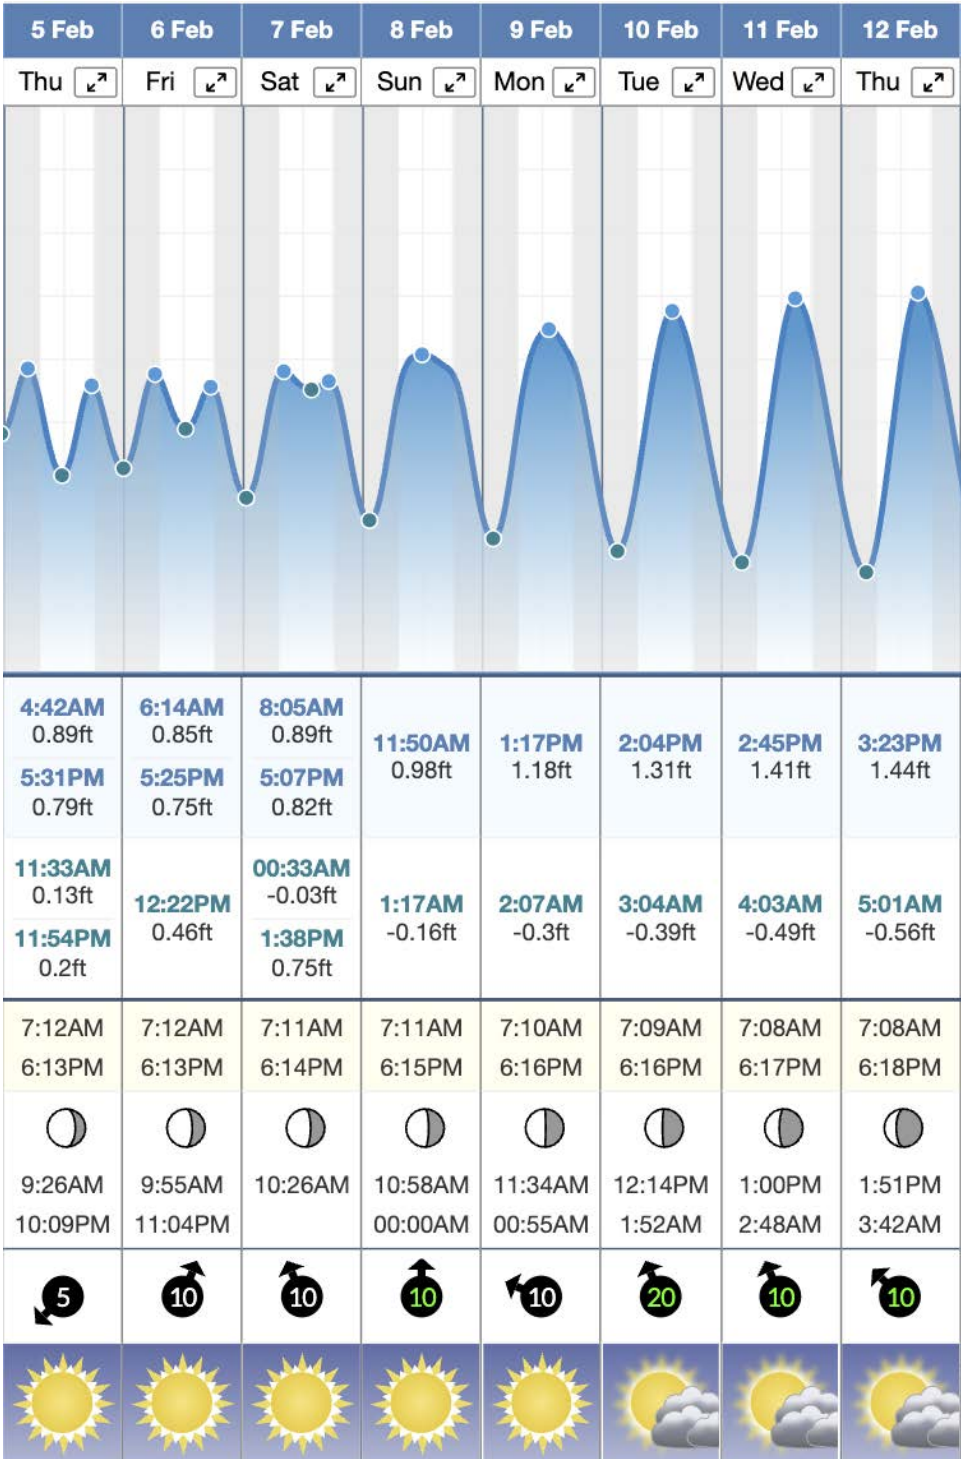 5 Feb 6 Feb 7 Feb 8 Feb 9 Feb 10 Feb 11 Feb 12 Feb
Thu Fri Sat Sun Mon Tue Wed Thu
4:42AM 6:14AM 8:05AM
0.89ft 0.85ft 0.89ft
11:50AM 1:17PM 2:04PM 2:45PM 3:23PM
0.98ft 1.18ft 1.31ft 1.41ft 1.44ft
5:31PM 5:25PM 5:07PM
0.79ft 0.75ft 0.82ft
11:33AM 00:33AM
0.13ft -0.03ft
12:22PM 1:17AM 2:07AM 3:04AM 4:03AM 5:01AM
0.46ft -0.16ft -0.3ft -0.39ft -0.49ft -0.56ft
11:54PM 1:38PM
0.2ft 0.75ft
7:12AM 7:12AM 7:11AM 7:11AM 7:10AM 7:09AM 7:08AM 7:08AM
6:13PM 6:13PM 6:14PM 6:15PM 6:16PM 6:16PM 6:17PM 6:18PM
9:26AM 9:55AM 10:26AM 10:58AM 11:34AM 12:14PM 1:00PM 1:51PM
10:09PM 11:04PM 00:00AM 00:55AM 1:52AM 2:48AM 3:42AM
5 10 10 10 10 20 10 10